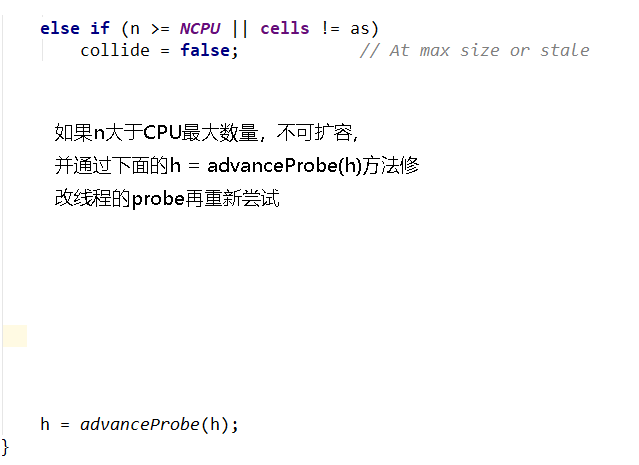 else if (n >= NCPU || cells != as)
collide = false; // At max size or stale
如果n大于CPU最大数量，不可扩容，
并通过下面的h = advanceProbe(h)方法修
改线程的probe再重新尝试
h = advanceProbe(h);
}